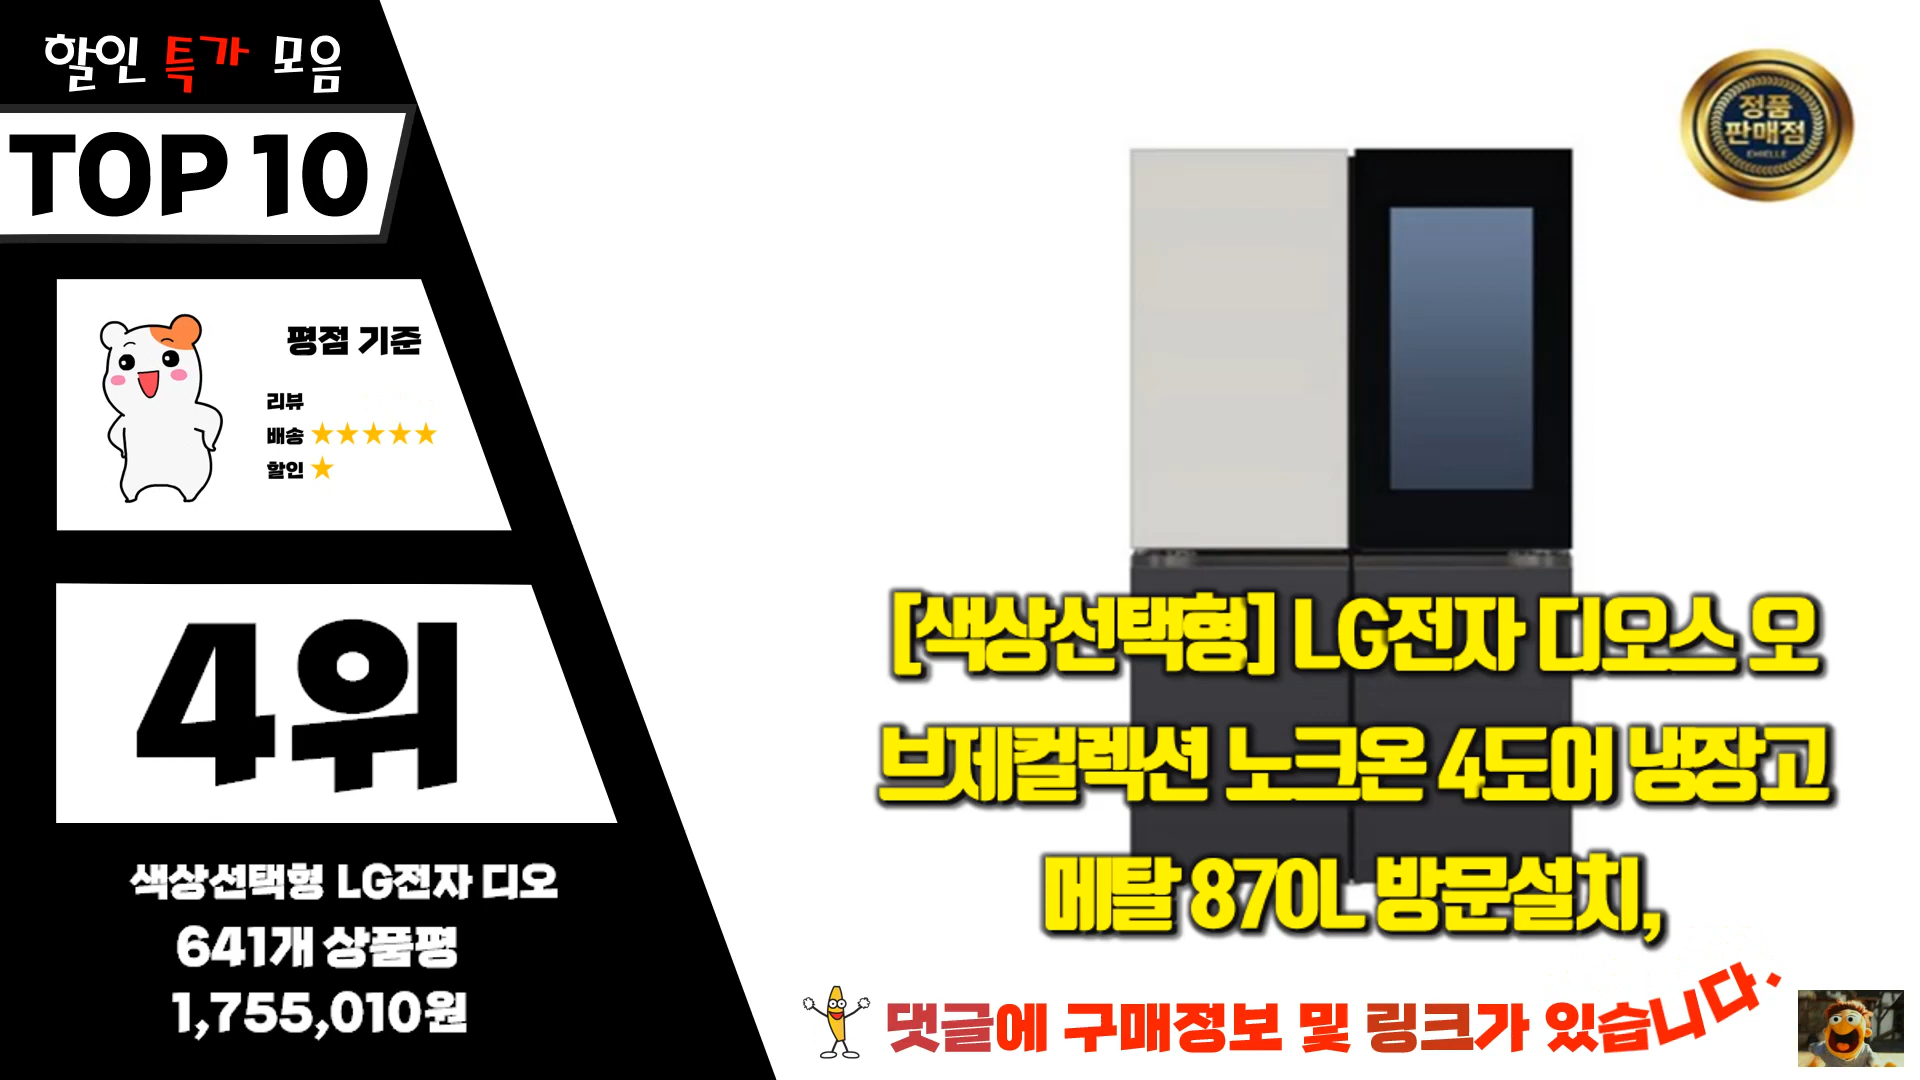 할인 특가 모음
TOP 10
평점 기준
리뷰
배송 ★★★★★
할인 ★
4위
색상선택형 LG전자 디오
641개 상품평
1,755,010원
정품
판매점
[색상선택형] LG전자 디오스 오
브제컬렉션 노크온 4도어 냉장고
메탈 870L 방문설치,
댓글에 구매정보 및 링크가 있습니다.